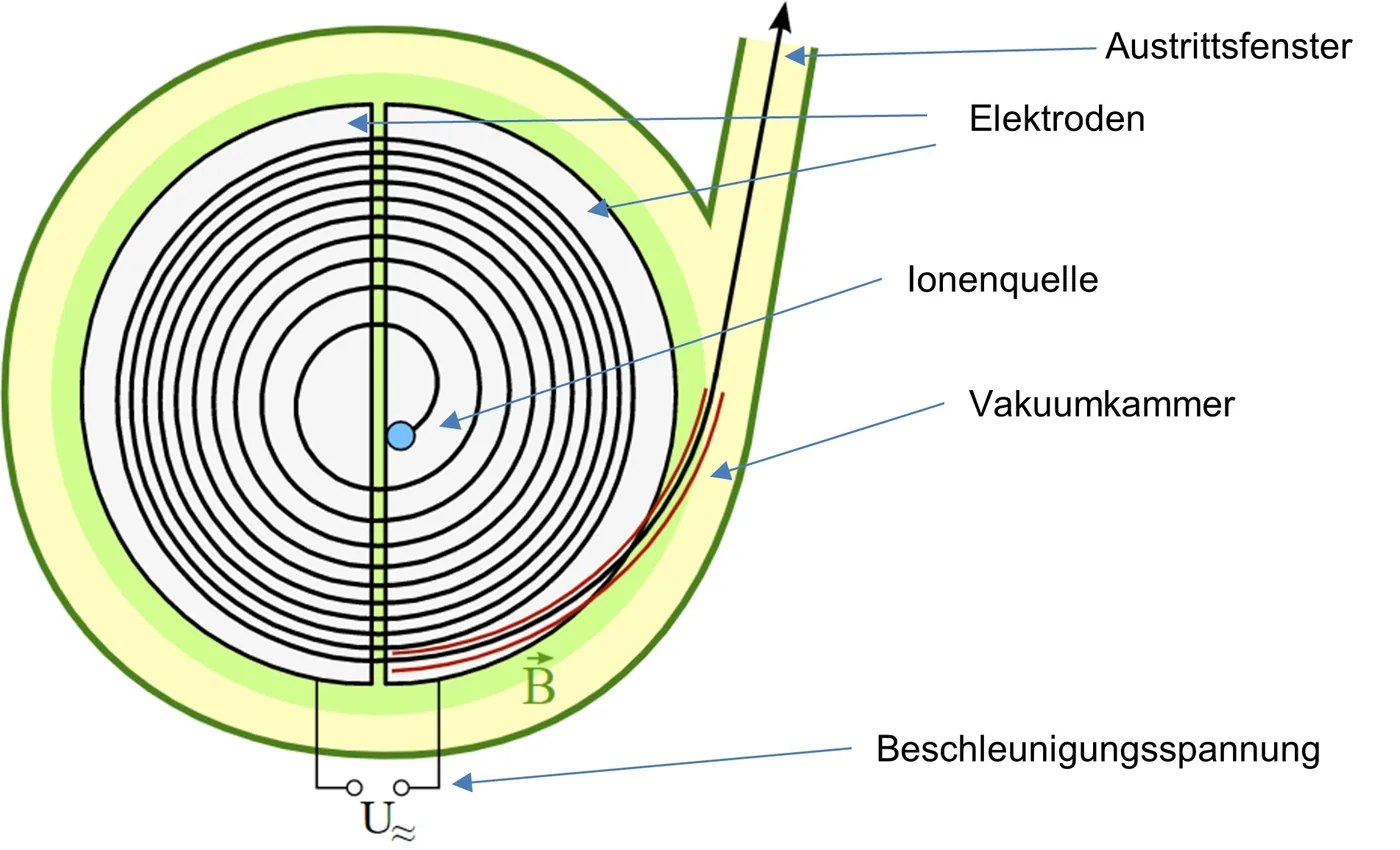 Austrittsfenster
Elektroden
Ionenquelle
Vakuumkammer
B
Beschleunigungsspannung
U≈